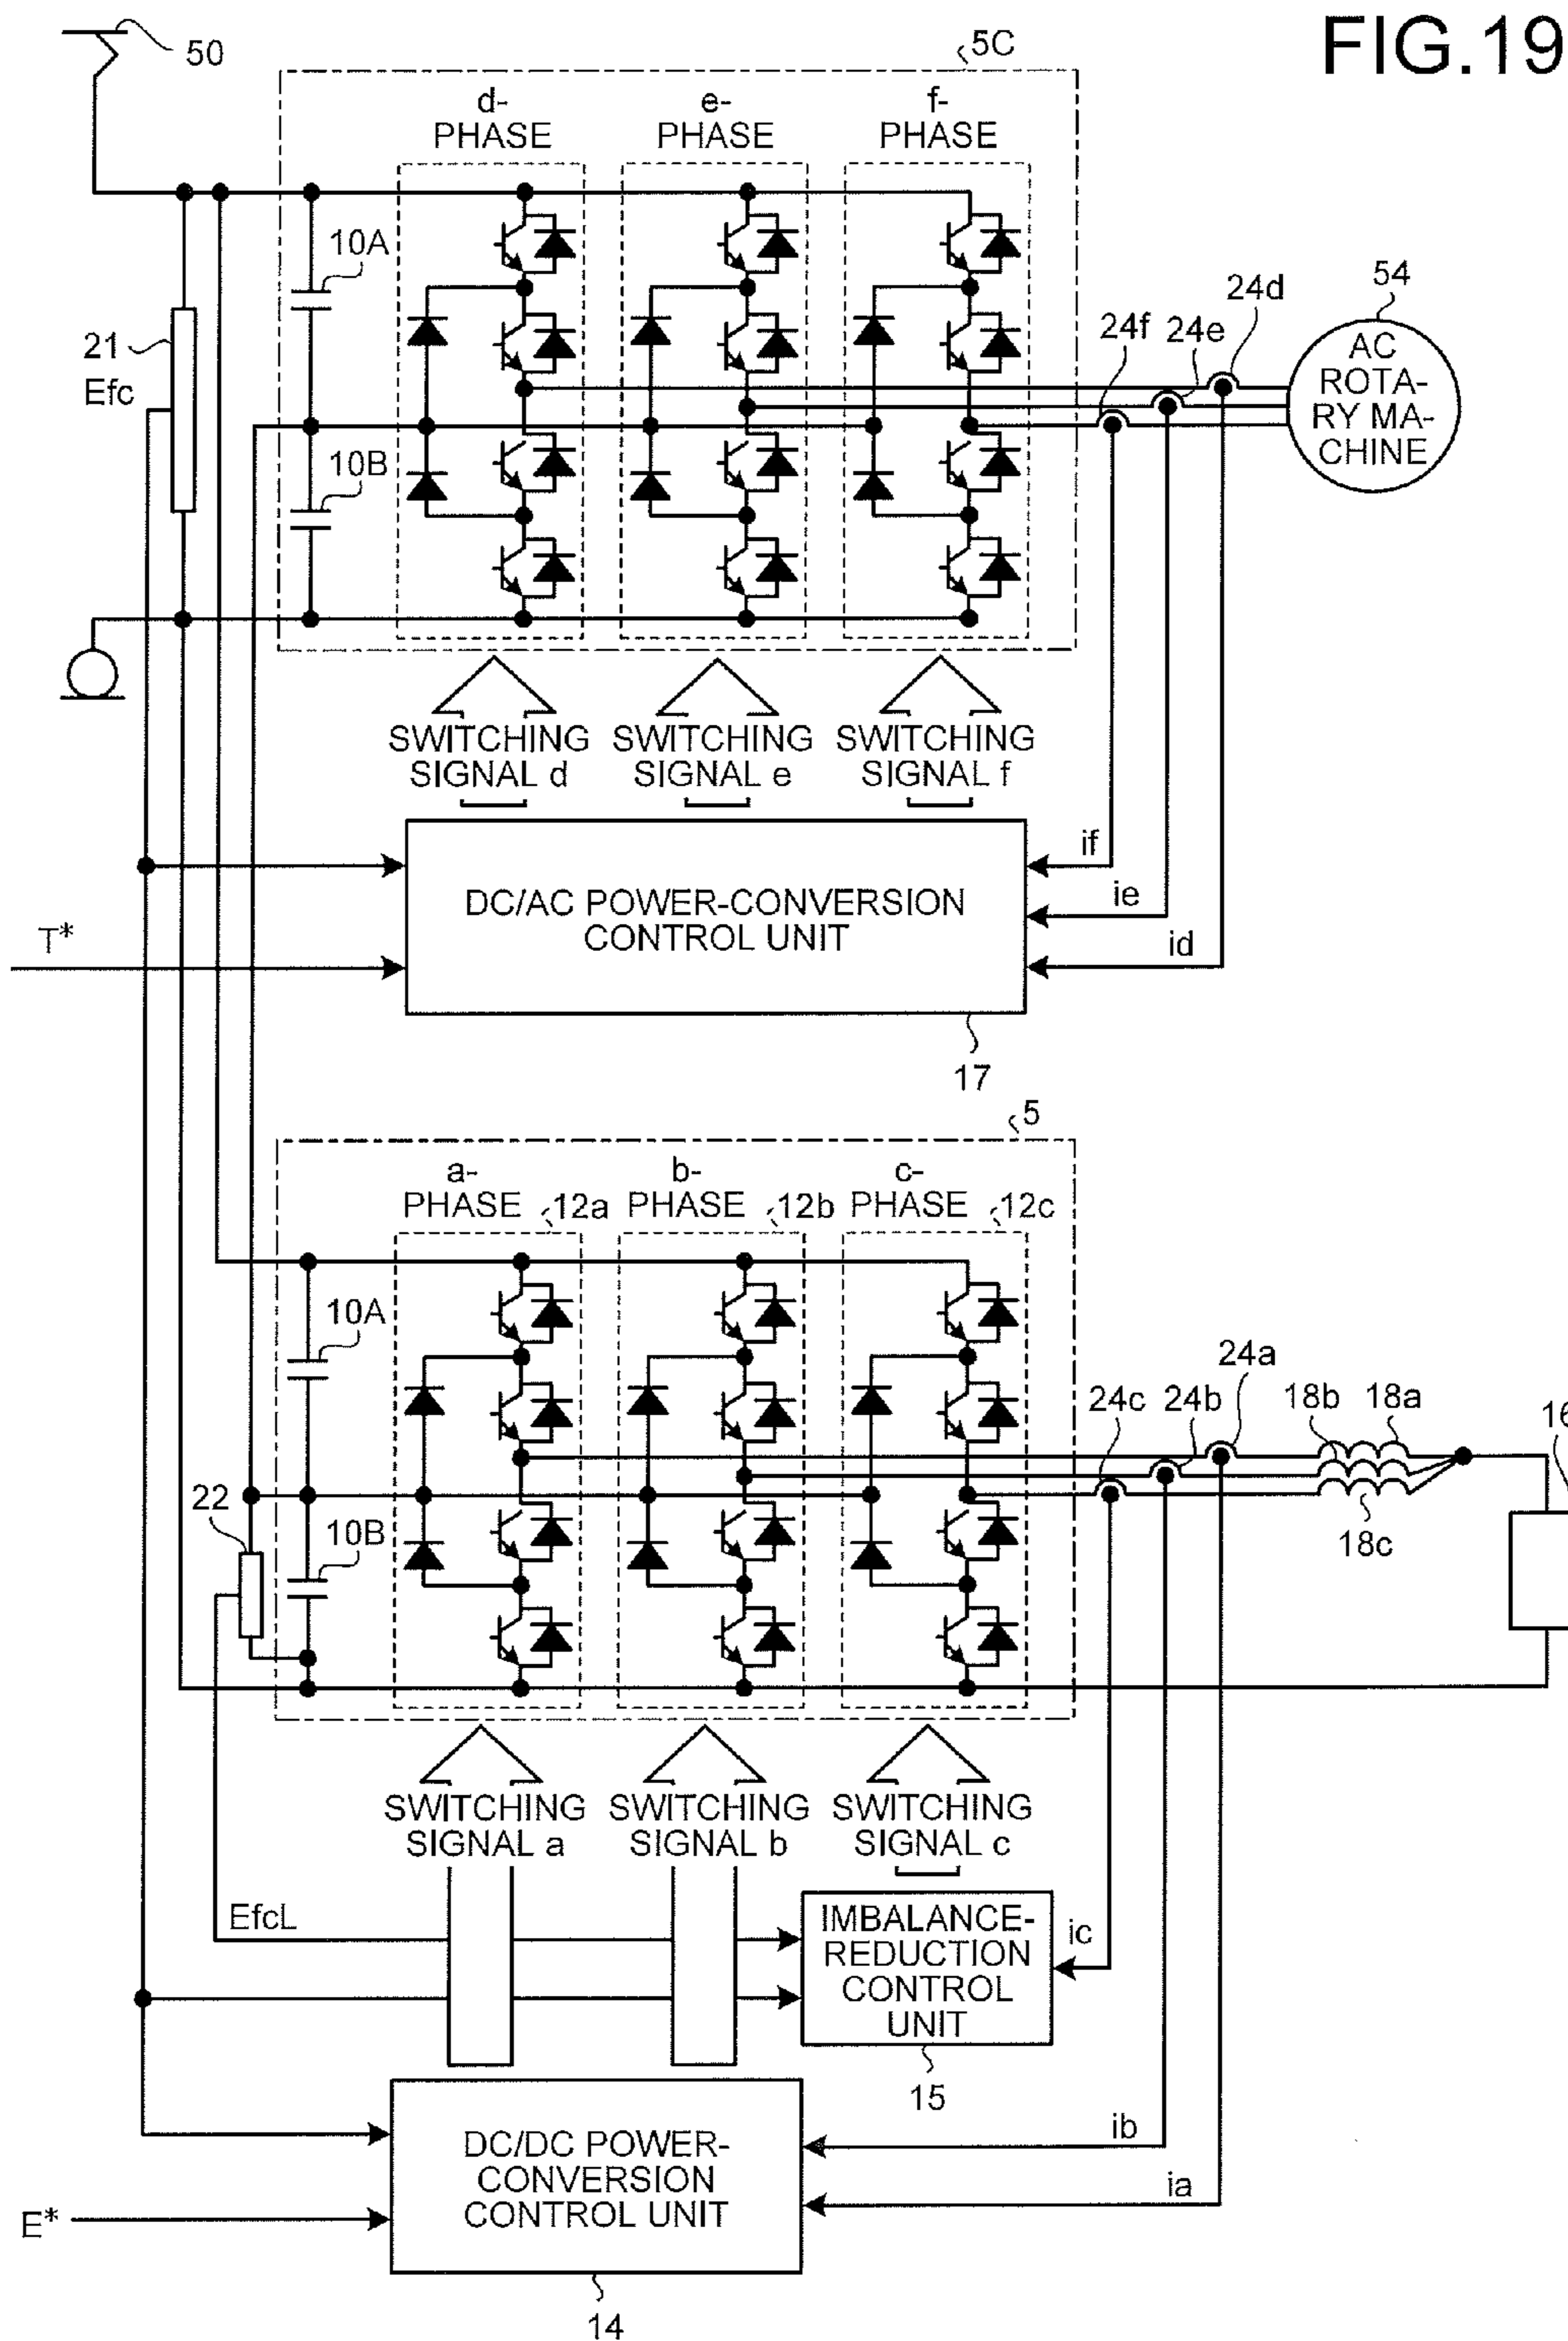 FIG.19
50
5C
d-
PHASE
e-
PHASE
f-
PHASE
10A
21
Efc
10B
24f
24e
24d
54
AC
ROTA-
RY MA-
CHINE
SWITCHING
SIGNAL d
SWITCHING
SIGNAL e
SWITCHING
SIGNAL f
T*
DC/AC POWER-CONVERSION
CONTROL UNIT
if
ie
id
17
5
a-
PHASE
12a
b-
PHASE
12b
c-
PHASE
12c
10A
22
10B
24c
24b
24a
18b
18a
18c
16
SWITCHING
SIGNAL a
SWITCHING
SIGNAL b
SWITCHING
SIGNAL c
EfcL
IMBALANCE-
REDUCTION
CONTROL
UNIT
ic
15
E*
DC/DC POWER-
CONVERSION
CONTROL UNIT
ib
ia
14